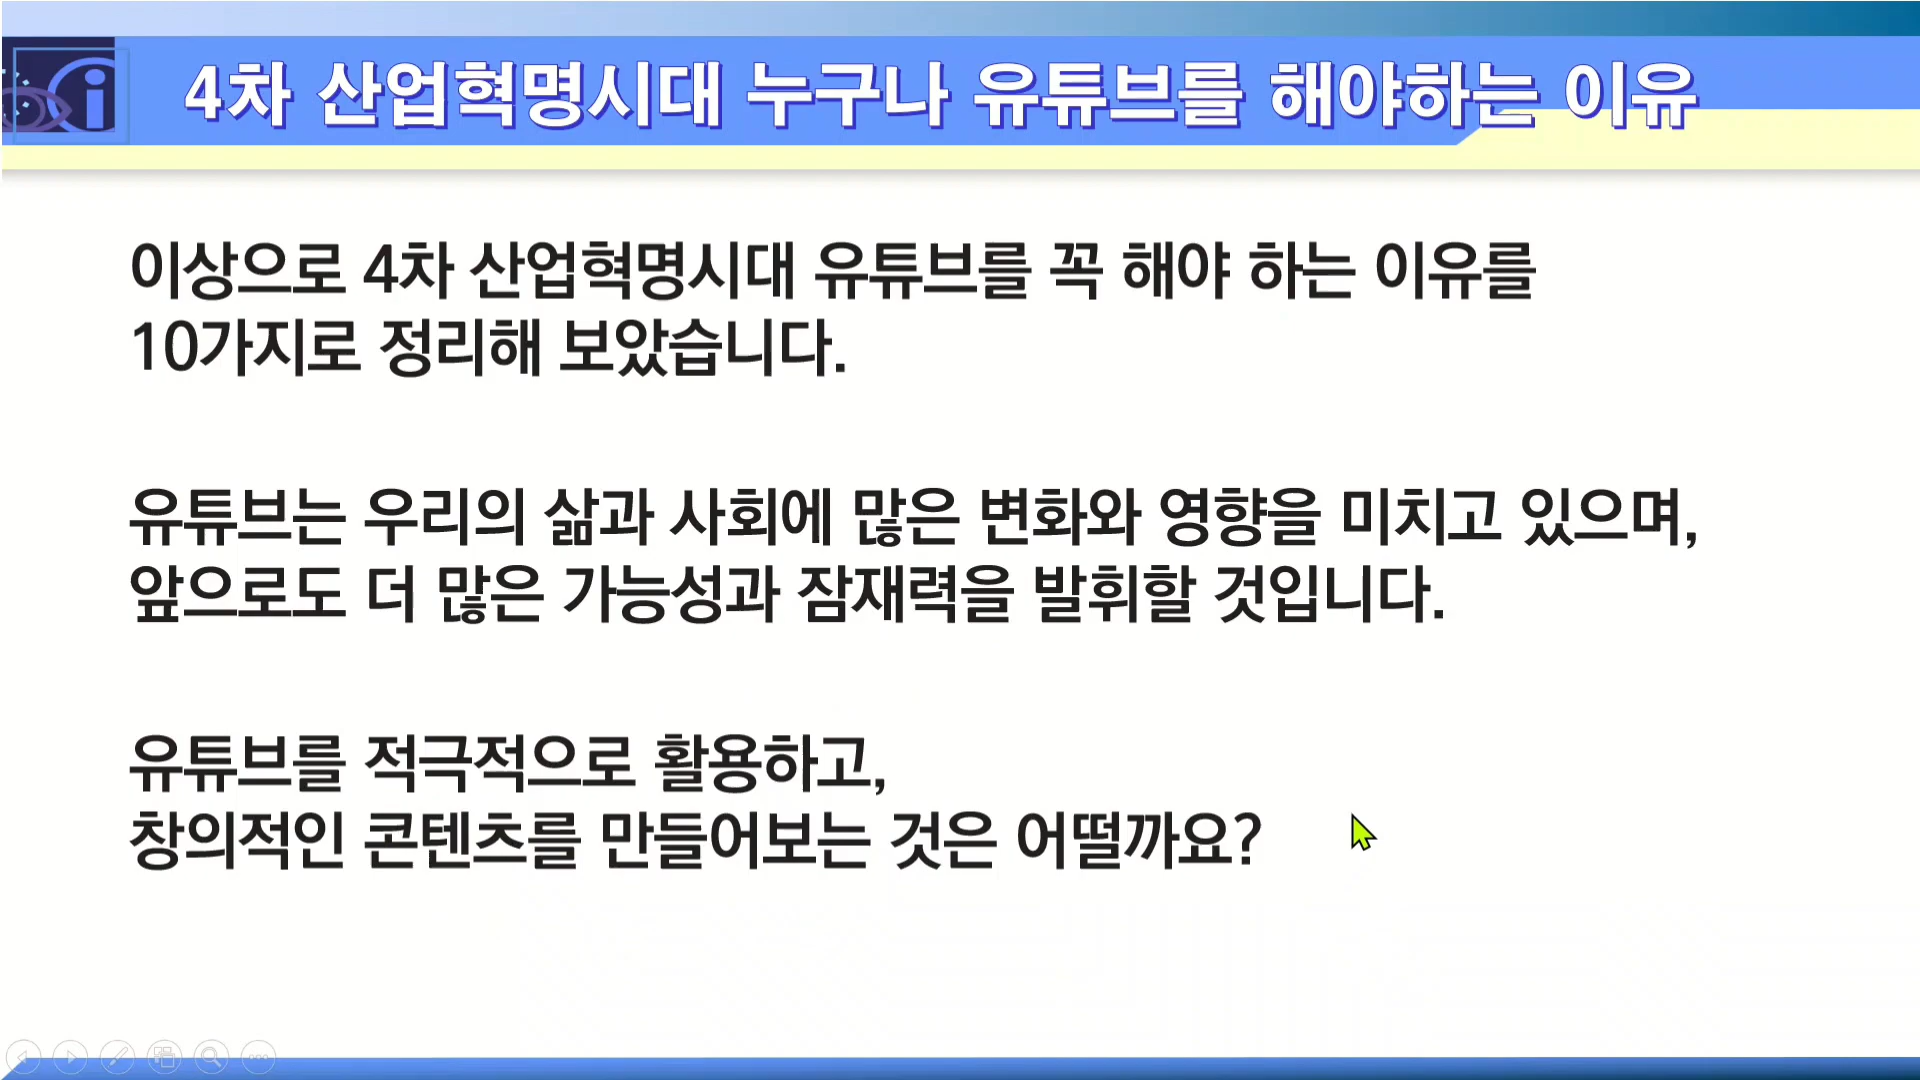 4차 산업혁명시대 누구나 유튜브를 해야하는 이유
이상으로 4차 산업혁명시대 유튜브를 꼭 해야 하는 이유를
10가지로 정리해 보았습니다.
유튜브는 우리의 삶과 사회에 많은 변화와 영향을 미치고 있으며,
앞으로도 더 많은 가능성과 잠재력을 발휘할 것입니다.
유튜브를 적극적으로 활용하고,
창의적인 콘텐츠를 만들어보는 것은 어떨까요?